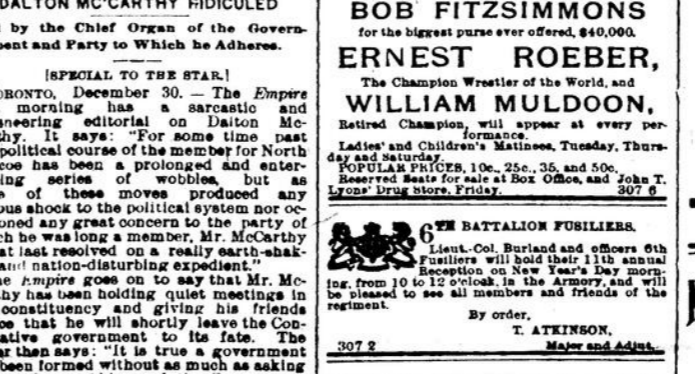 DALTON MC'CARTHY RIDICULED
by the Chief Organ of the Govern-
ment and Party to Which he Adheres.
[SPECIAL TO THE STAR.]
TORONTO, December 30. — The Empire
morning has a sarcastic and
sneering editorial on Dalton Mc-
thy. It says: "For some time past
political course of the member for North
coe has been a prolonged and enter-
ing series of wobbles, but as
of these moves produced any
ous shock to the political system nor oc-
oned any great concern to the party of
ch he was long a member, Mr. McCarthy
at last resolved on a really earth-shak-
and nation-disturbing expedient."
he Empire goes on to say that Mr. Mc-
hy has been holding quiet meetings in
constituency and giving his friends
oe that he will shortly leave the Con-
ative government to its fate. The
er then says: "It is true a government
been formed without as much as asking
BOB FITZSIMMONS
for the biggest purse ever offered, $40,000.
ERNEST ROEBER,
The Champion Wrestler of the World, and
WILLIAM MULDOON,
Retired Champion, will appear at every per-
formance.
Ladies' and Children's Matinees, Tuesday, Thurs-
day and Saturday.
POPULAR PRICES, 10c., 25c., 35, and 50c.
Reserved Seats for sale at Box Office, and John T.
Lyons' Drug Store, Friday. 307 6
6TH BATTALION FUSILIERS.
Lieut.-Col. Burland and officers 6th
Fusiliers will hold their 11th annual
Reception on New Year's Day morn-
ing, from 10 to 12 o'clock, in the Armory, and will
be pleased to see all members and friends of the
regiment.
By order,
T. ATKINSON,
307 2 Major and Adjut.